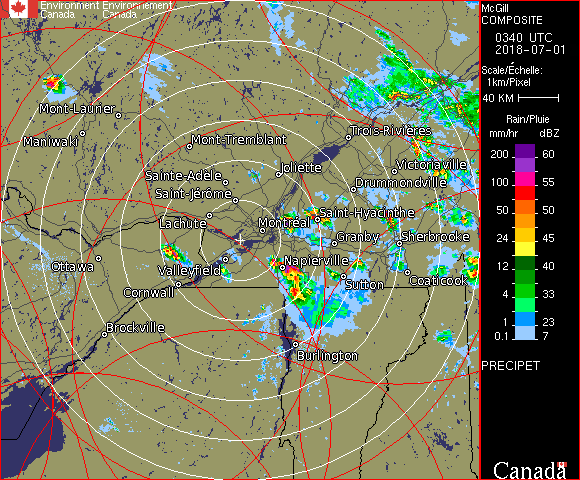 Environment Environnement
Canada Canada
Mont-Laurier
Maniwaki
Mont-Tremblant
Trois-Rivières
Sainte-Adèle
Joliette
Victoriaville
Saint-Jérôme
Drummondville
Lachute
Montréal
Saint-Hyacinthe
Granby
Sherbrooke
Ottawa
Valleyfield
Napierville
Cornwall
Sutton
Coaticook
Brockville
Burlington
McGill
COMPOSITE
0340 UTC
2018-07-01
Scale/Échelle:
1km/Pixel
40 KM
Rain/Pluie
mm/hr dBZ
200 60
100 55
50 50
24 45
12 40
4 33
1 23
0.1 7
PRECIPET
Canada